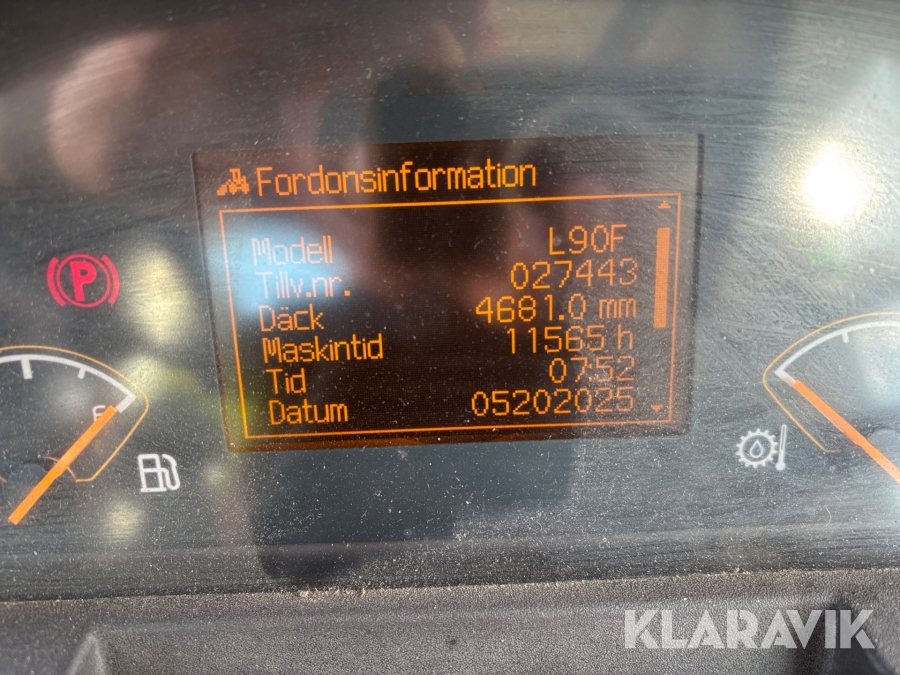 Fordonsinformation
Modell L90F
Tillv.nr. 027443
Däck 4681.0 mm
Maskintid 11565 h
Tid 07:52
Datum 05202025
P
KLARAVIK